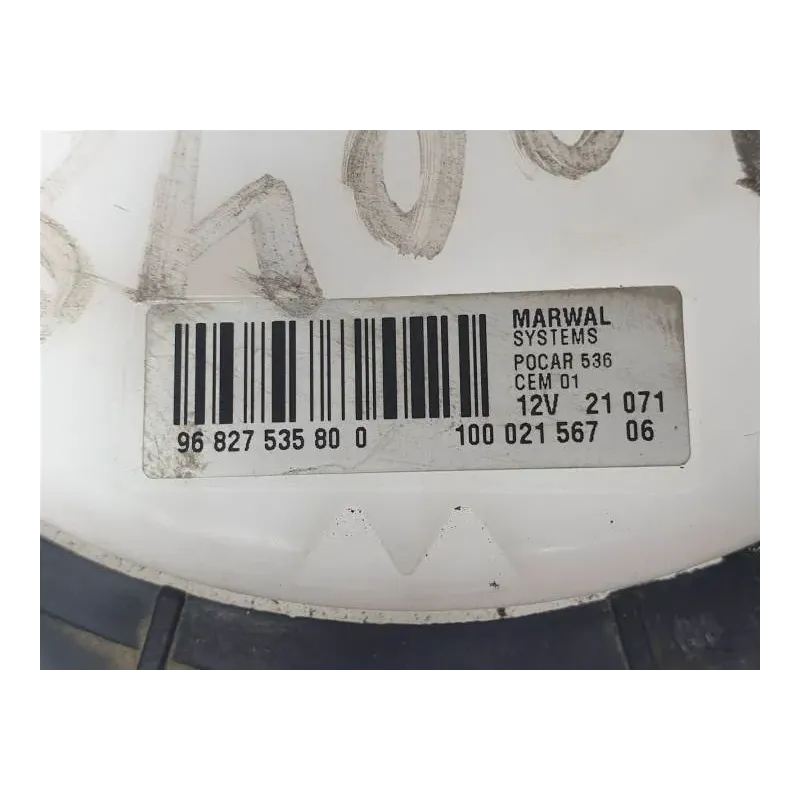 MARWAL
SYSTEMS
POCAR 536
CEM 01
12V 21 071
96 827 535 80 0 100 021 567 06